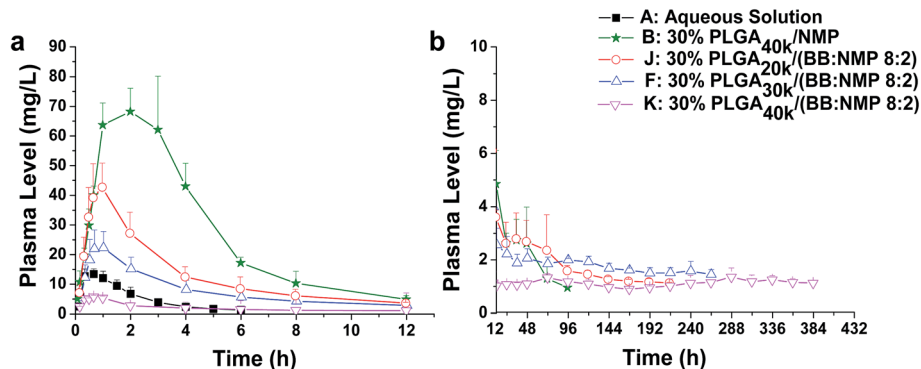 a
Plasma Level (mg/L)
90
80
70
60
50
40
30
20
10
0
0 2 4 6 8 10 12
Time (h)
b
A: Aqueous Solution
B: 30% PLGA40k/NMP
J: 30% PLGA20k/(BB:NMP 8:2)
F: 30% PLGA30k/(BB:NMP 8:2)
K: 30% PLGA40k/(BB:NMP 8:2)
Plasma Level (mg/L)
10
8
6
4
2
0
12 48 96 144 192 240 288 336 384 432
Time (h)